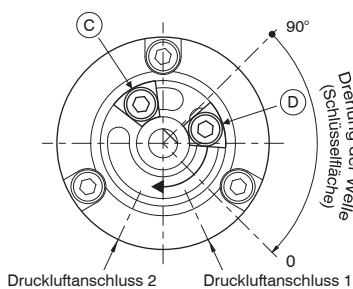 C
90°
D
Drehung der Welle
(Schlüsselfläche)
0
Druckluftanschluss 2
Druckluftanschluss 1